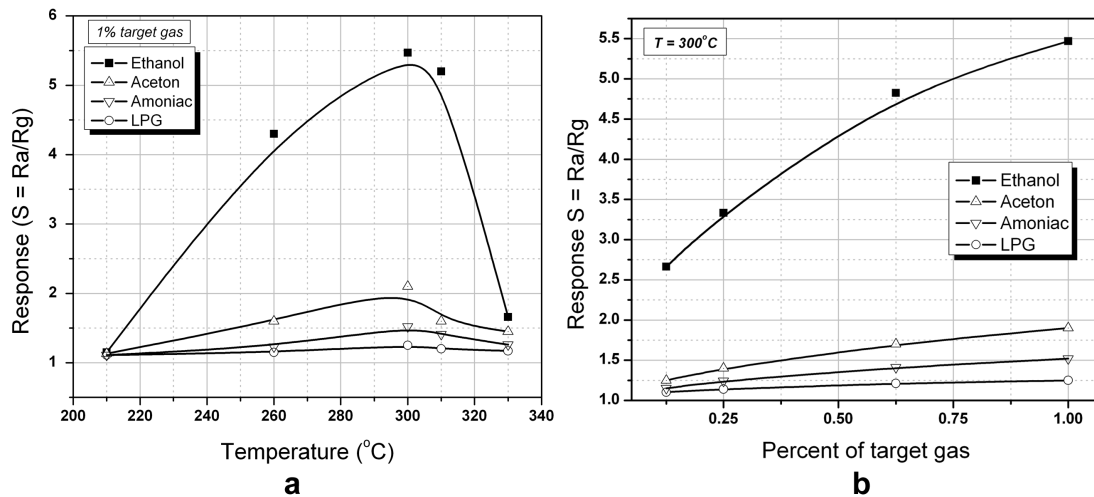 1% target gas
Ethanol
Aceton
Amoniac
LPG
Response (S = Ra/Rg)
6
5
4
3
2
1
200 220 240 260 280 300 320 340
Temperature (°C)
a
T = 300°C
Ethanol
Aceton
Amoniac
LPG
Response S = Ra/Rg
5.5
5.0
4.5
4.0
3.5
3.0
2.5
2.0
1.5
1.0
0.25 0.50 0.75 1.00
Percent of target gas
b